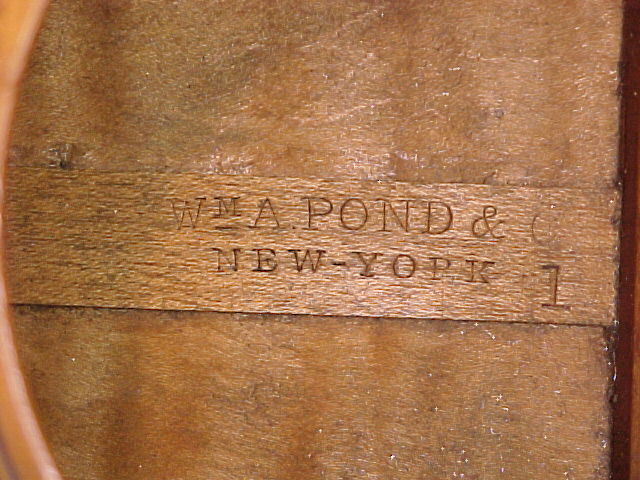 Wᴹ A. POND & C
NEW-YORK 1